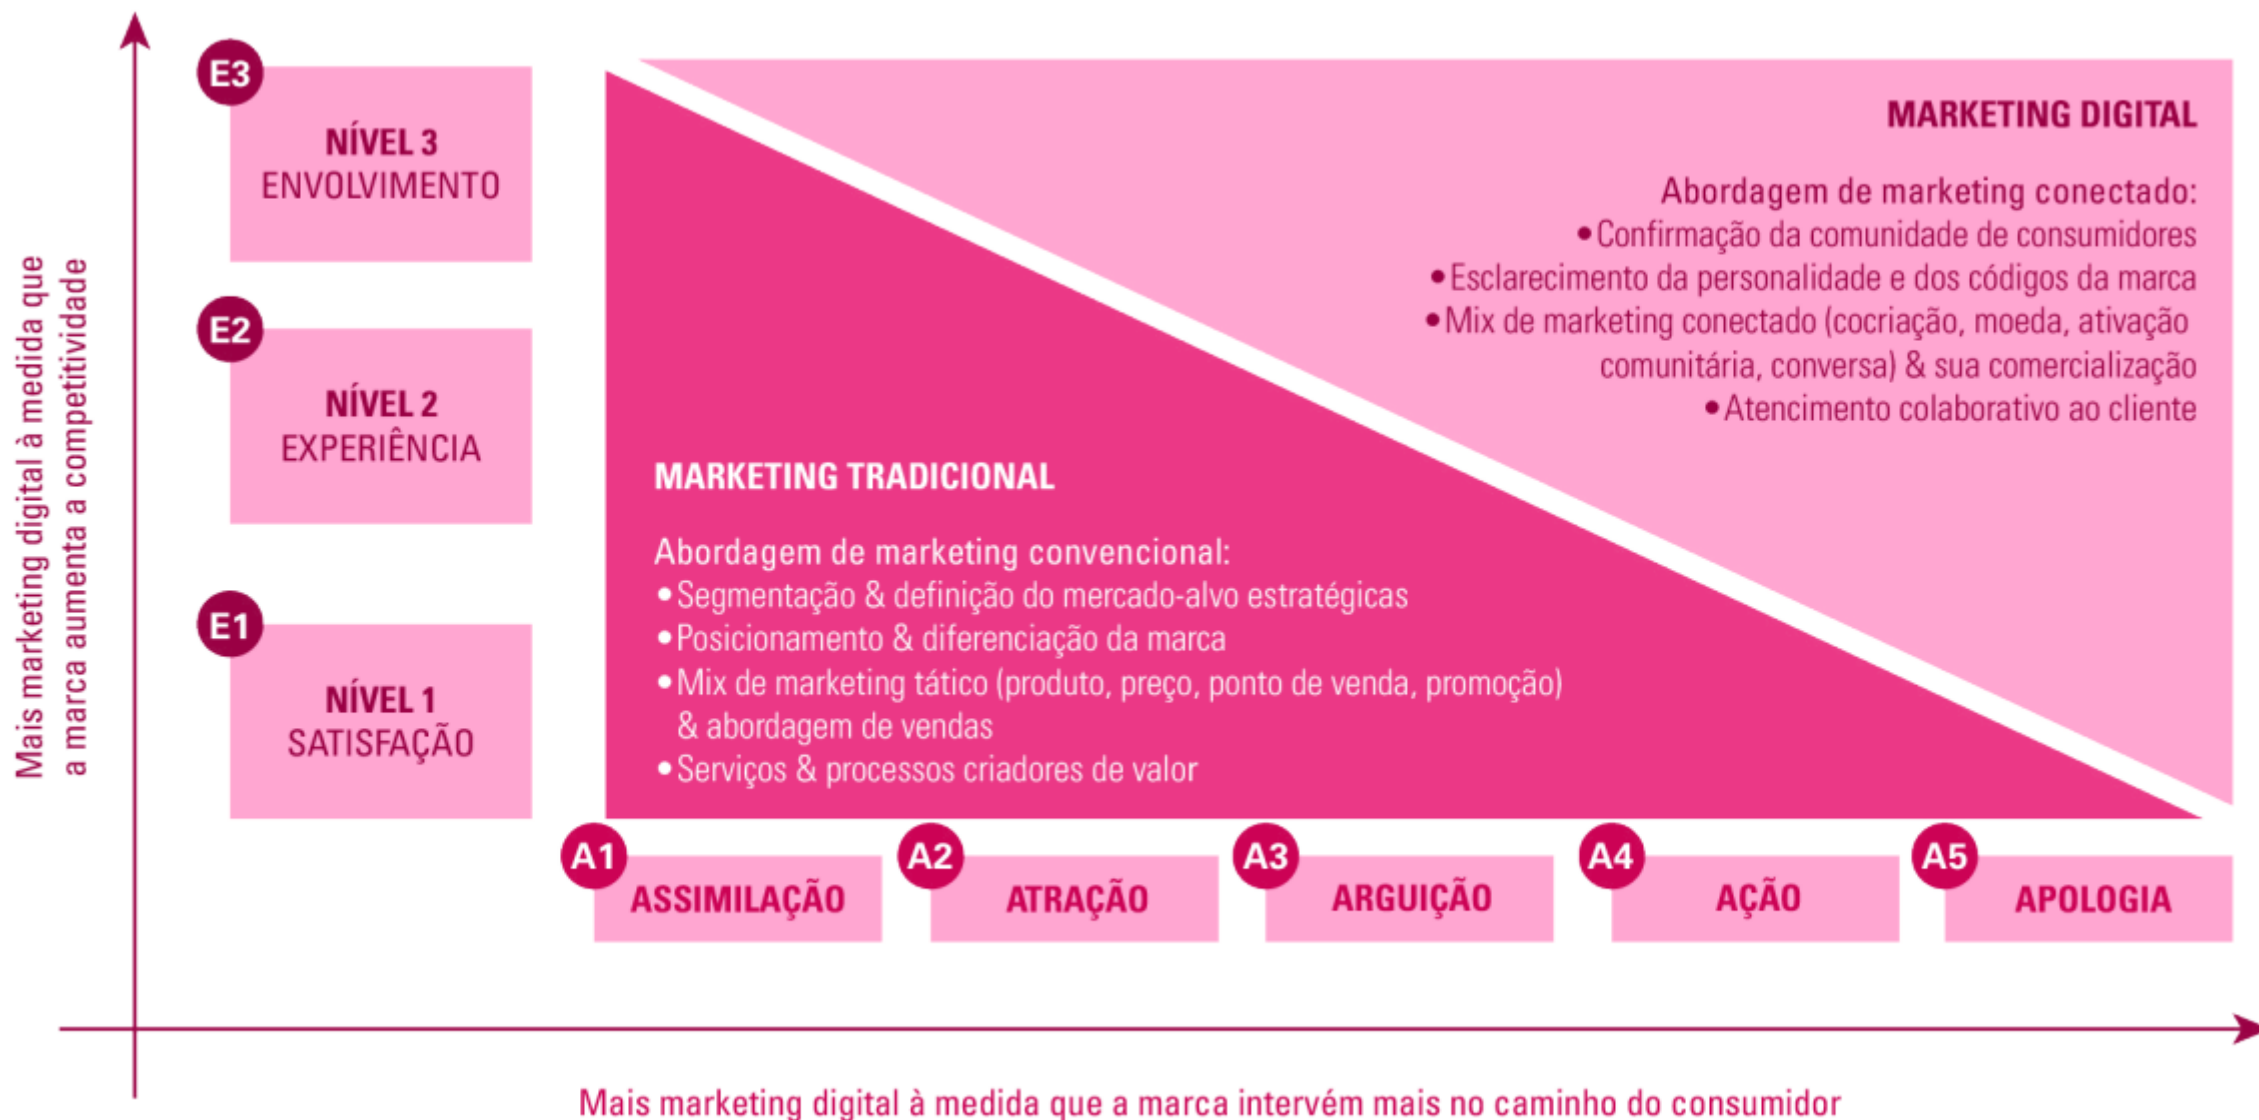 Mais marketing digital à medida que
a marca aumenta a competitividade
E3
NÍVEL 3
ENVOLVIMENTO
E2
NÍVEL 2
EXPERIÊNCIA
E1
NÍVEL 1
SATISFAÇÃO
MARKETING DIGITAL
Abordagem de marketing conectado:
•Confirmação da comunidade de consumidores
•Esclarecimento da personalidade e dos códigos da marca
•Mix de marketing conectado (cocriação, moeda, ativação
comunitária, conversa) & sua comercialização
•Atencimento colaborativo ao cliente
MARKETING TRADICIONAL
Abordagem de marketing convencional:
•Segmentação & definição do mercado-alvo estratégicas
•Posicionamento & diferenciação da marca
•Mix de marketing tático (produto, preço, ponto de venda, promoção)
& abordagem de vendas
•Serviços & processos criadores de valor
A1
ASSIMILAÇÃO
A2
ATRAÇÃO
A3
ARGUIÇÃO
A4
AÇÃO
A5
APOLOGIA
Mais marketing digital à medida que a marca intervém mais no caminho do consumidor